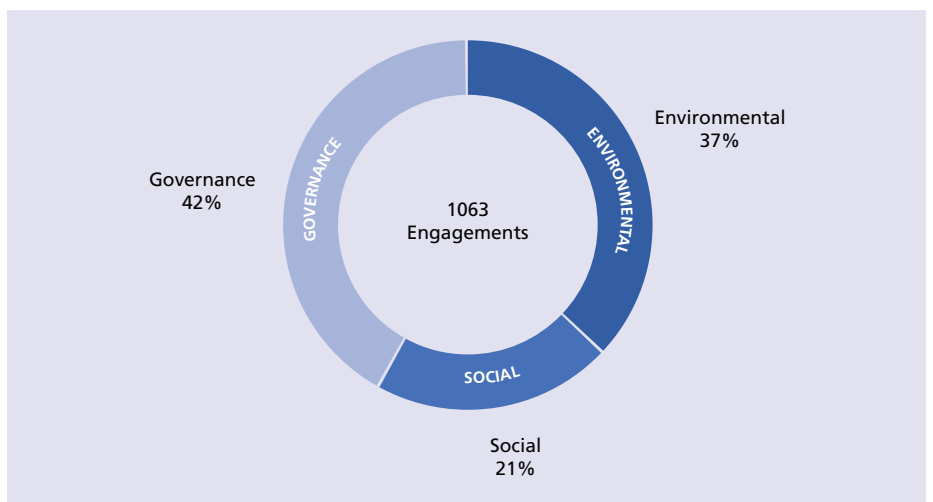 Environmental
37%
ENVIRONMENTAL
Governance
42%
GOVERNANCE
1063
Engagements
SOCIAL
Social
21%